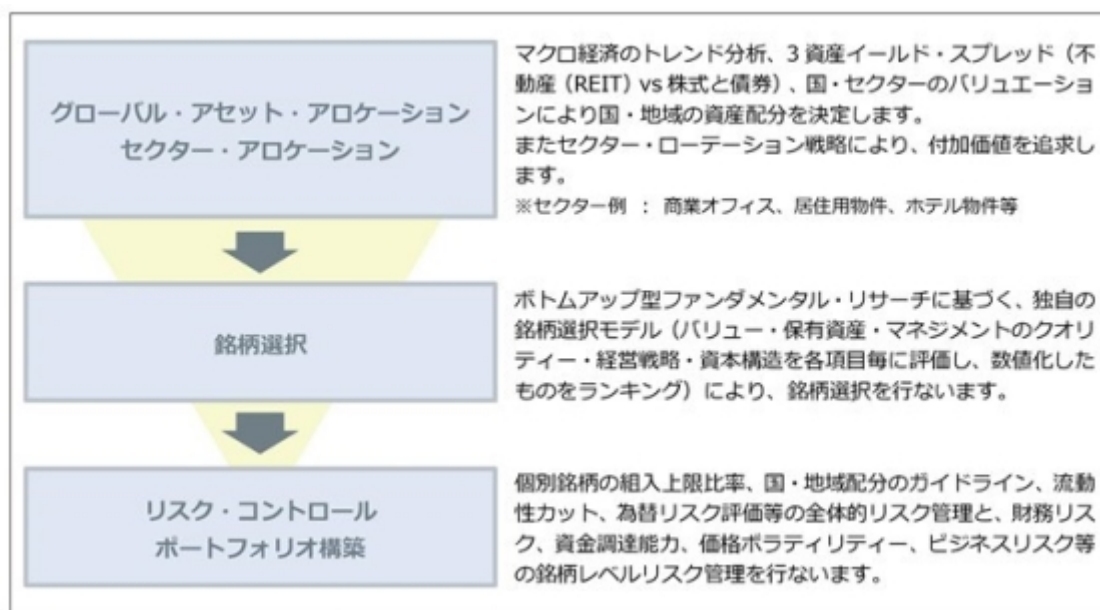 グローバル・アセット・アロケーション
セクター・アロケーション
マクロ経済のトレンド分析、3 資産イールド・スプレッド（不
動産（REIT）vs 株式と債券）、国・セクターのバリュエーショ
ンにより国・地域の資産配分を決定します。
またセクター・ローテーション戦略により、付加価値を追求し
ます。
※セクター例 ： 商業オフィス、居住用物件、ホテル物件等
銘柄選択
ボトムアップ型ファンダメンタル・リサーチに基づく、独自の
銘柄選択モデル（バリュー・保有資産・マネジメントのクオリ
ティー・経営戦略・資本構造を各項目毎に評価し、数値化した
ものをランキング）により、銘柄選択を行ないます。
リスク・コントロール
ポートフォリオ構築
個別銘柄の組入上限比率、国・地域配分のガイドライン、流動
性カット、為替リスク評価等の全体的リスク管理と、財務リス
ク、資金調達能力、価格ボラティリティー、ビジネスリスク等
の銘柄レベルリスク管理を行ないます。